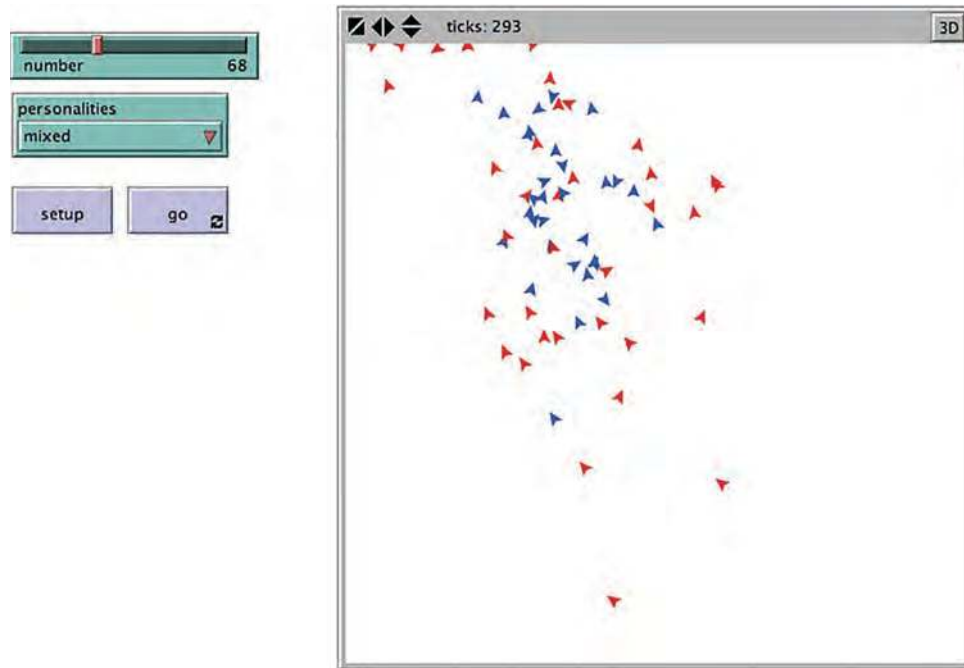 number 68
personalities
mixed
setup
go
ticks: 293
3D